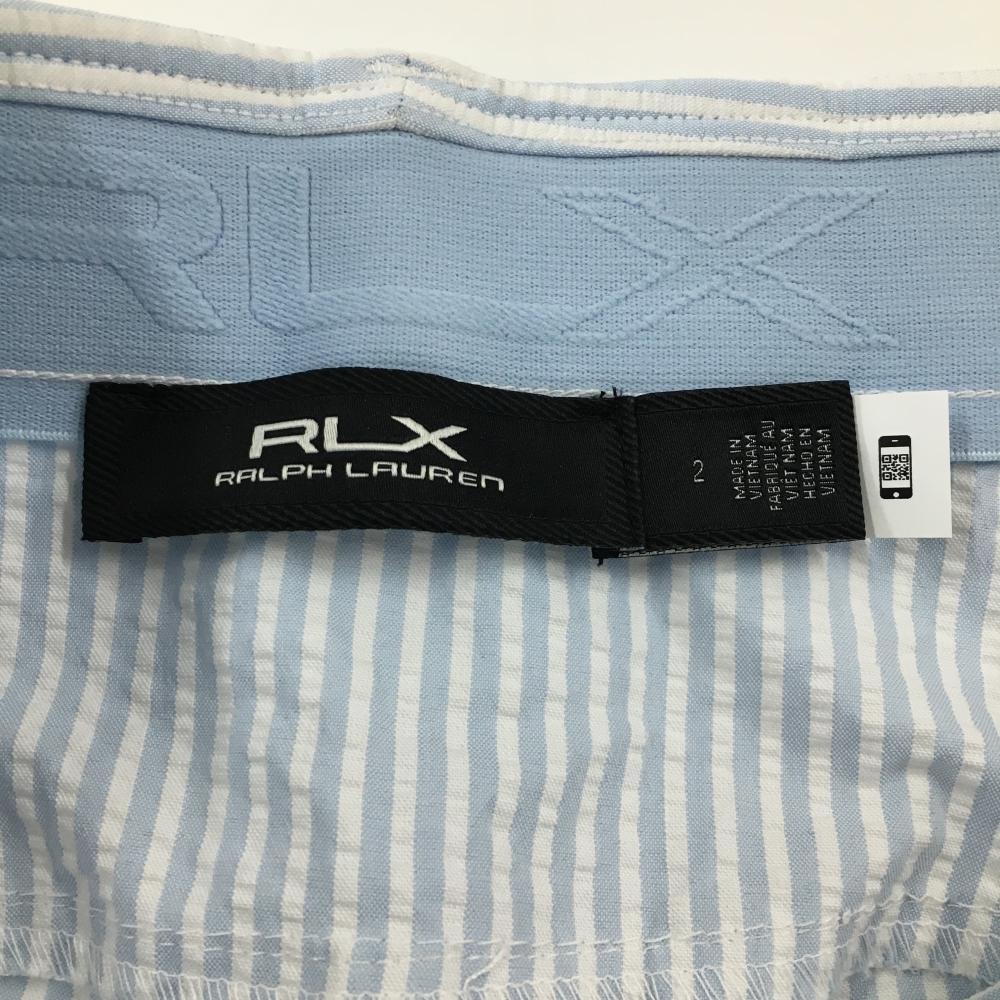 RLX
RLX
RALPH LAUREN
2
MADE IN
VIETNAM
FABRIQUÉ AU
VIET NAM
HECHO EN
VIETNAM